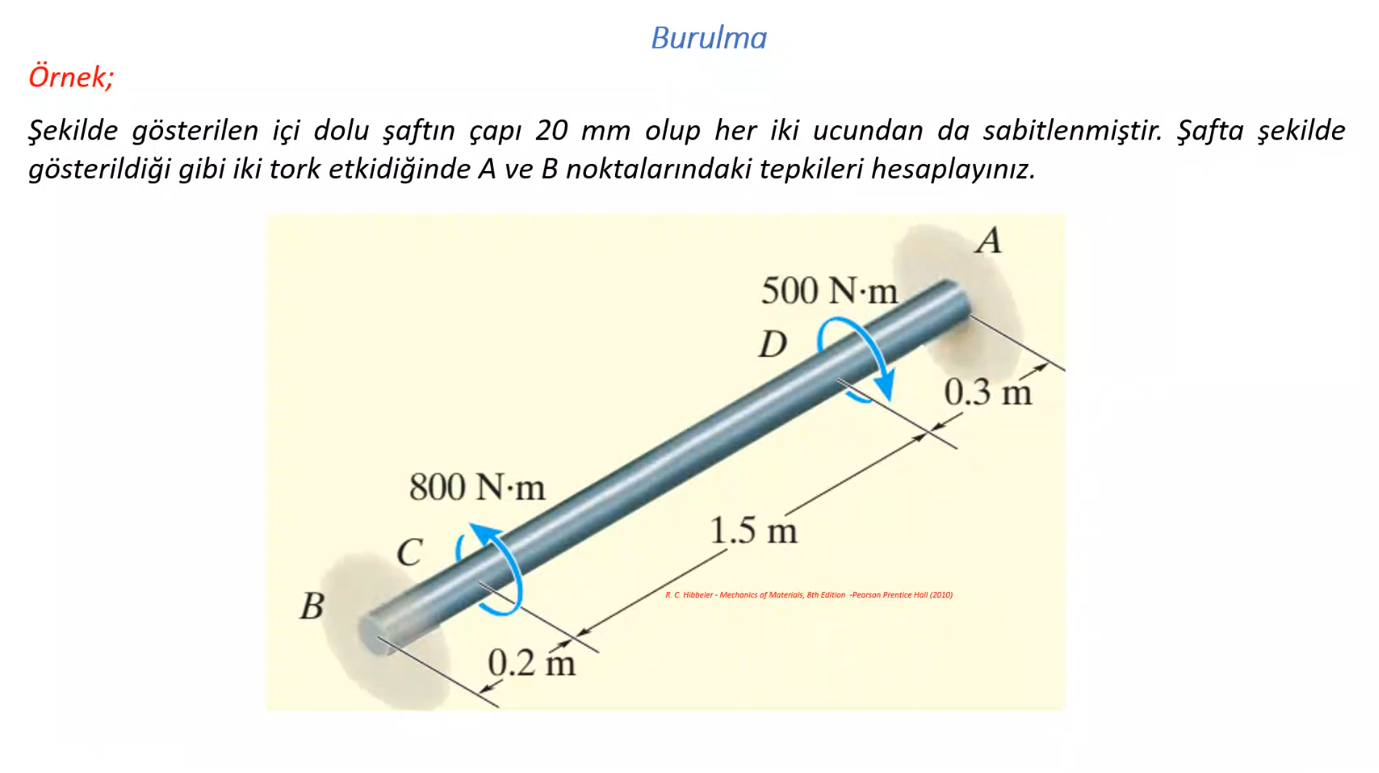 Burulma
Örnek;
Şekilde gösterilen içi dolu şaftın çapı 20 mm olup her iki ucundan da sabitlenmiştir. Şafta şekilde
gösterildiği gibi iki tork etkidiğinde A ve B noktalarındaki tepkileri hesaplayınız.
A
500 N·m
D
0.3 m
800 N·m
C
1.5 m
B
R. C. Hibbeler - Mechanics of Materials, 8th Edition -Pearson Prentice Hall (2010)
0.2 m